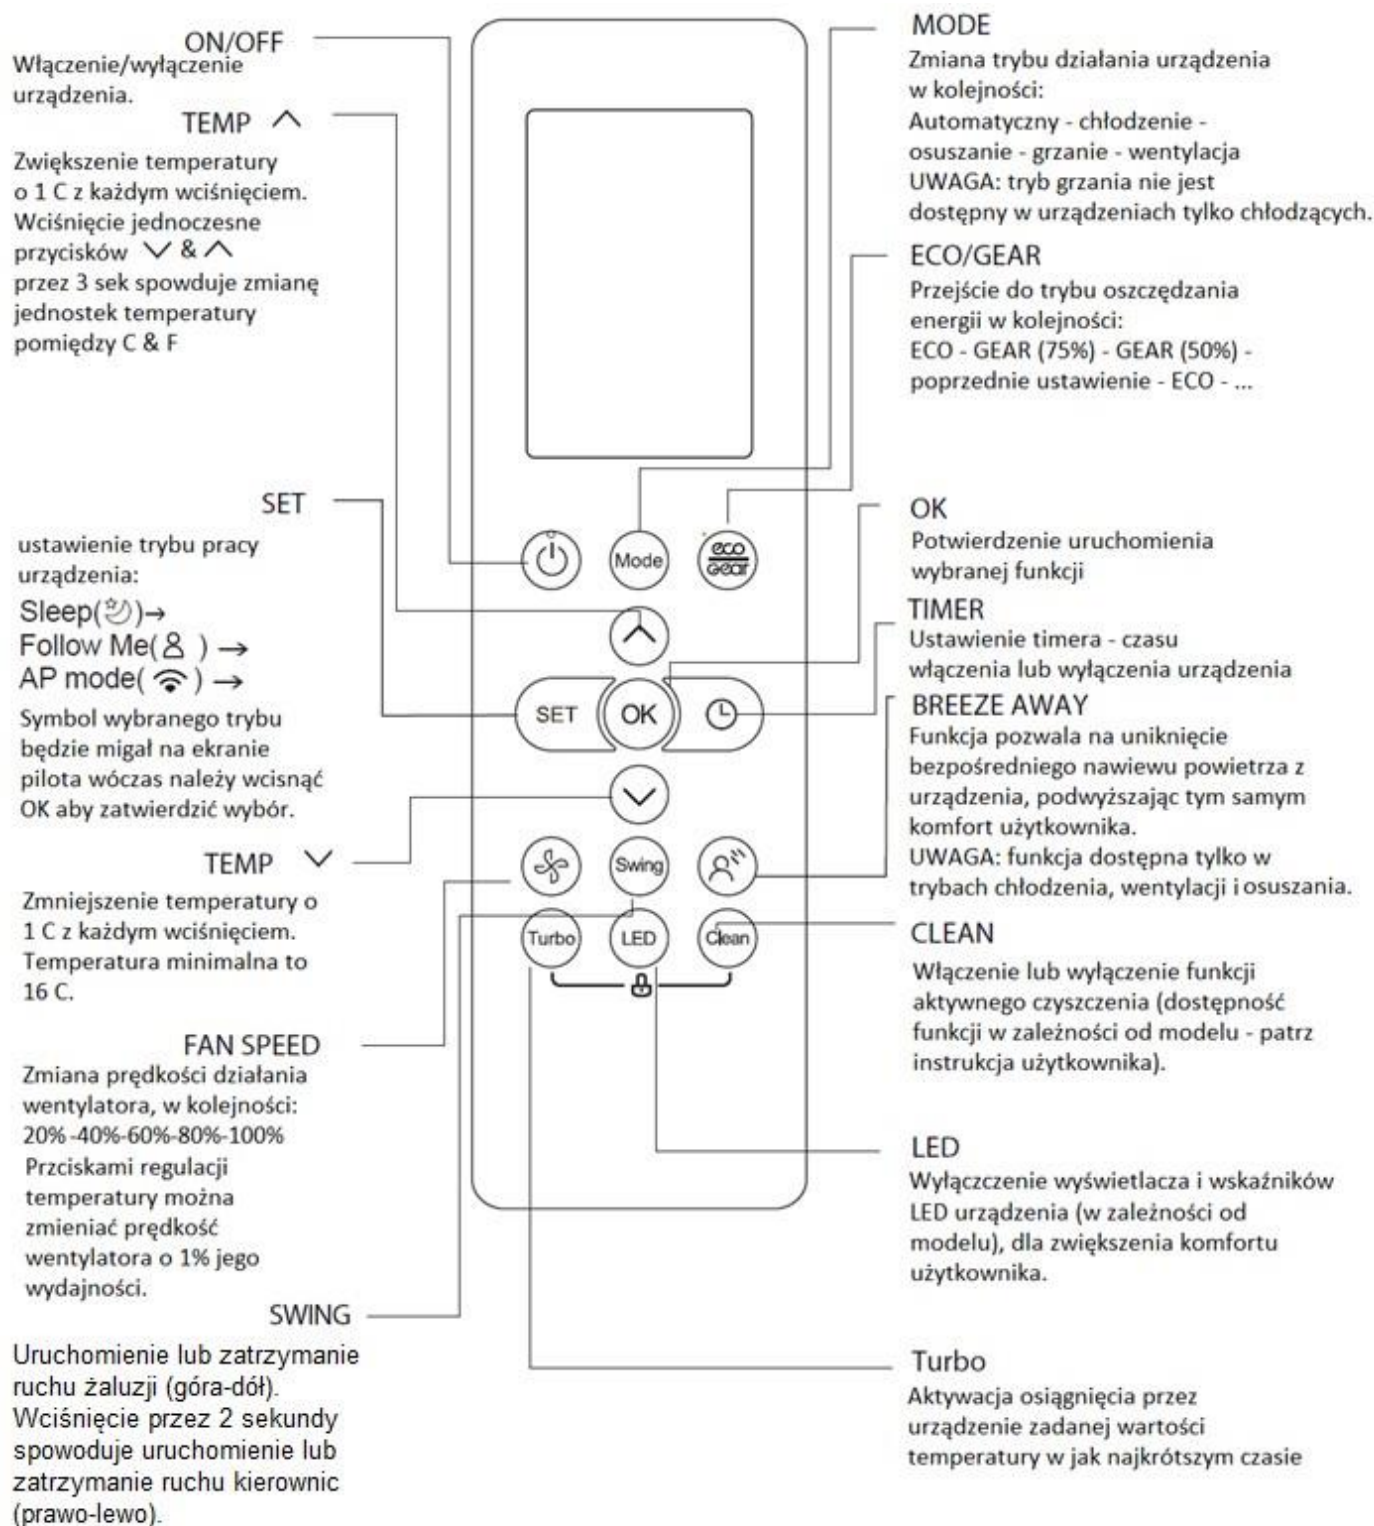 ON/OFF
Włączenie/wyłączenie
urządzenia.
TEMP ︿
Zwiększenie temperatury
o 1 C z każdym wciśnięciem.
Wciśnięcie jednoczesne
przycisków ﹀ & ︿
przez 3 sek spowduje zmianę
jednostek temperatury
pomiędzy C & F
SET
ustawienie trybu pracy
urządzenia:
Sleep( )→
Follow Me( ) →
AP mode( ) →
Symbol wybranego trybu
będzie migał na ekranie
pilota wóczas należy wcisnąć
OK aby zatwierdzić wybór.
TEMP ﹀
Zmniejszenie temperatury o
1 C z każdym wciśnięciem.
Temperatura minimalna to
16 C.
FAN SPEED
Zmiana prędkości działania
wentylatora, w kolejności:
20% -40%-60%-80%-100%
Przciskami regulacji
temperatury można
zmieniać prędkość
wentylatora o 1% jego
wydajności.
SWING
Uruchomienie lub zatrzymanie
ruchu żaluzji (góra-dół).
Wciśnięcie przez 2 sekundy
spowoduje uruchomienie lub
zatrzymanie ruchu kierownic
(prawo-lewo).
Mode
eco
Gear
SET
OK
Swing
Turbo
LED
Clean
MODE
Zmiana trybu działania urządzenia
w kolejności:
Automatyczny - chłodzenie -
osuszanie - grzanie - wentylacja
UWAGA: tryb grzania nie jest
dostępny w urządzeniach tylko chłodzących.
ECO/GEAR
Przejście do trybu oszczędzania
energii w kolejności:
ECO - GEAR (75%) - GEAR (50%) -
poprzednie ustawienie - ECO - ...
OK
Potwierdzenie uruchomienia
wybranej funkcji
TIMER
Ustawienie timera - czasu
włączenia lub wyłączenia urządzenia
BREEZE AWAY
Funkcja pozwala na uniknięcie
bezpośredniego nawiewu powietrza z
urządzenia, podwyższając tym samym
komfort użytkownika.
UWAGA: funkcja dostępna tylko w
trybach chłodzenia, wentylacji i osuszania.
CLEAN
Włączenie lub wyłączenie funkcji
aktywnego czyszczenia (dostępność
funkcji w zależności od modelu - patrz
instrukcja użytkownika).
LED
Wyłączczenie wyświetlacza i wskaźników
LED urządzenia (w zależności od
modelu), dla zwiększenia komfortu
użytkownika.
Turbo
Aktywacja osiągnięcia przez
urządzenie zadanej wartości
temperatury w jak najkrótszym czasie